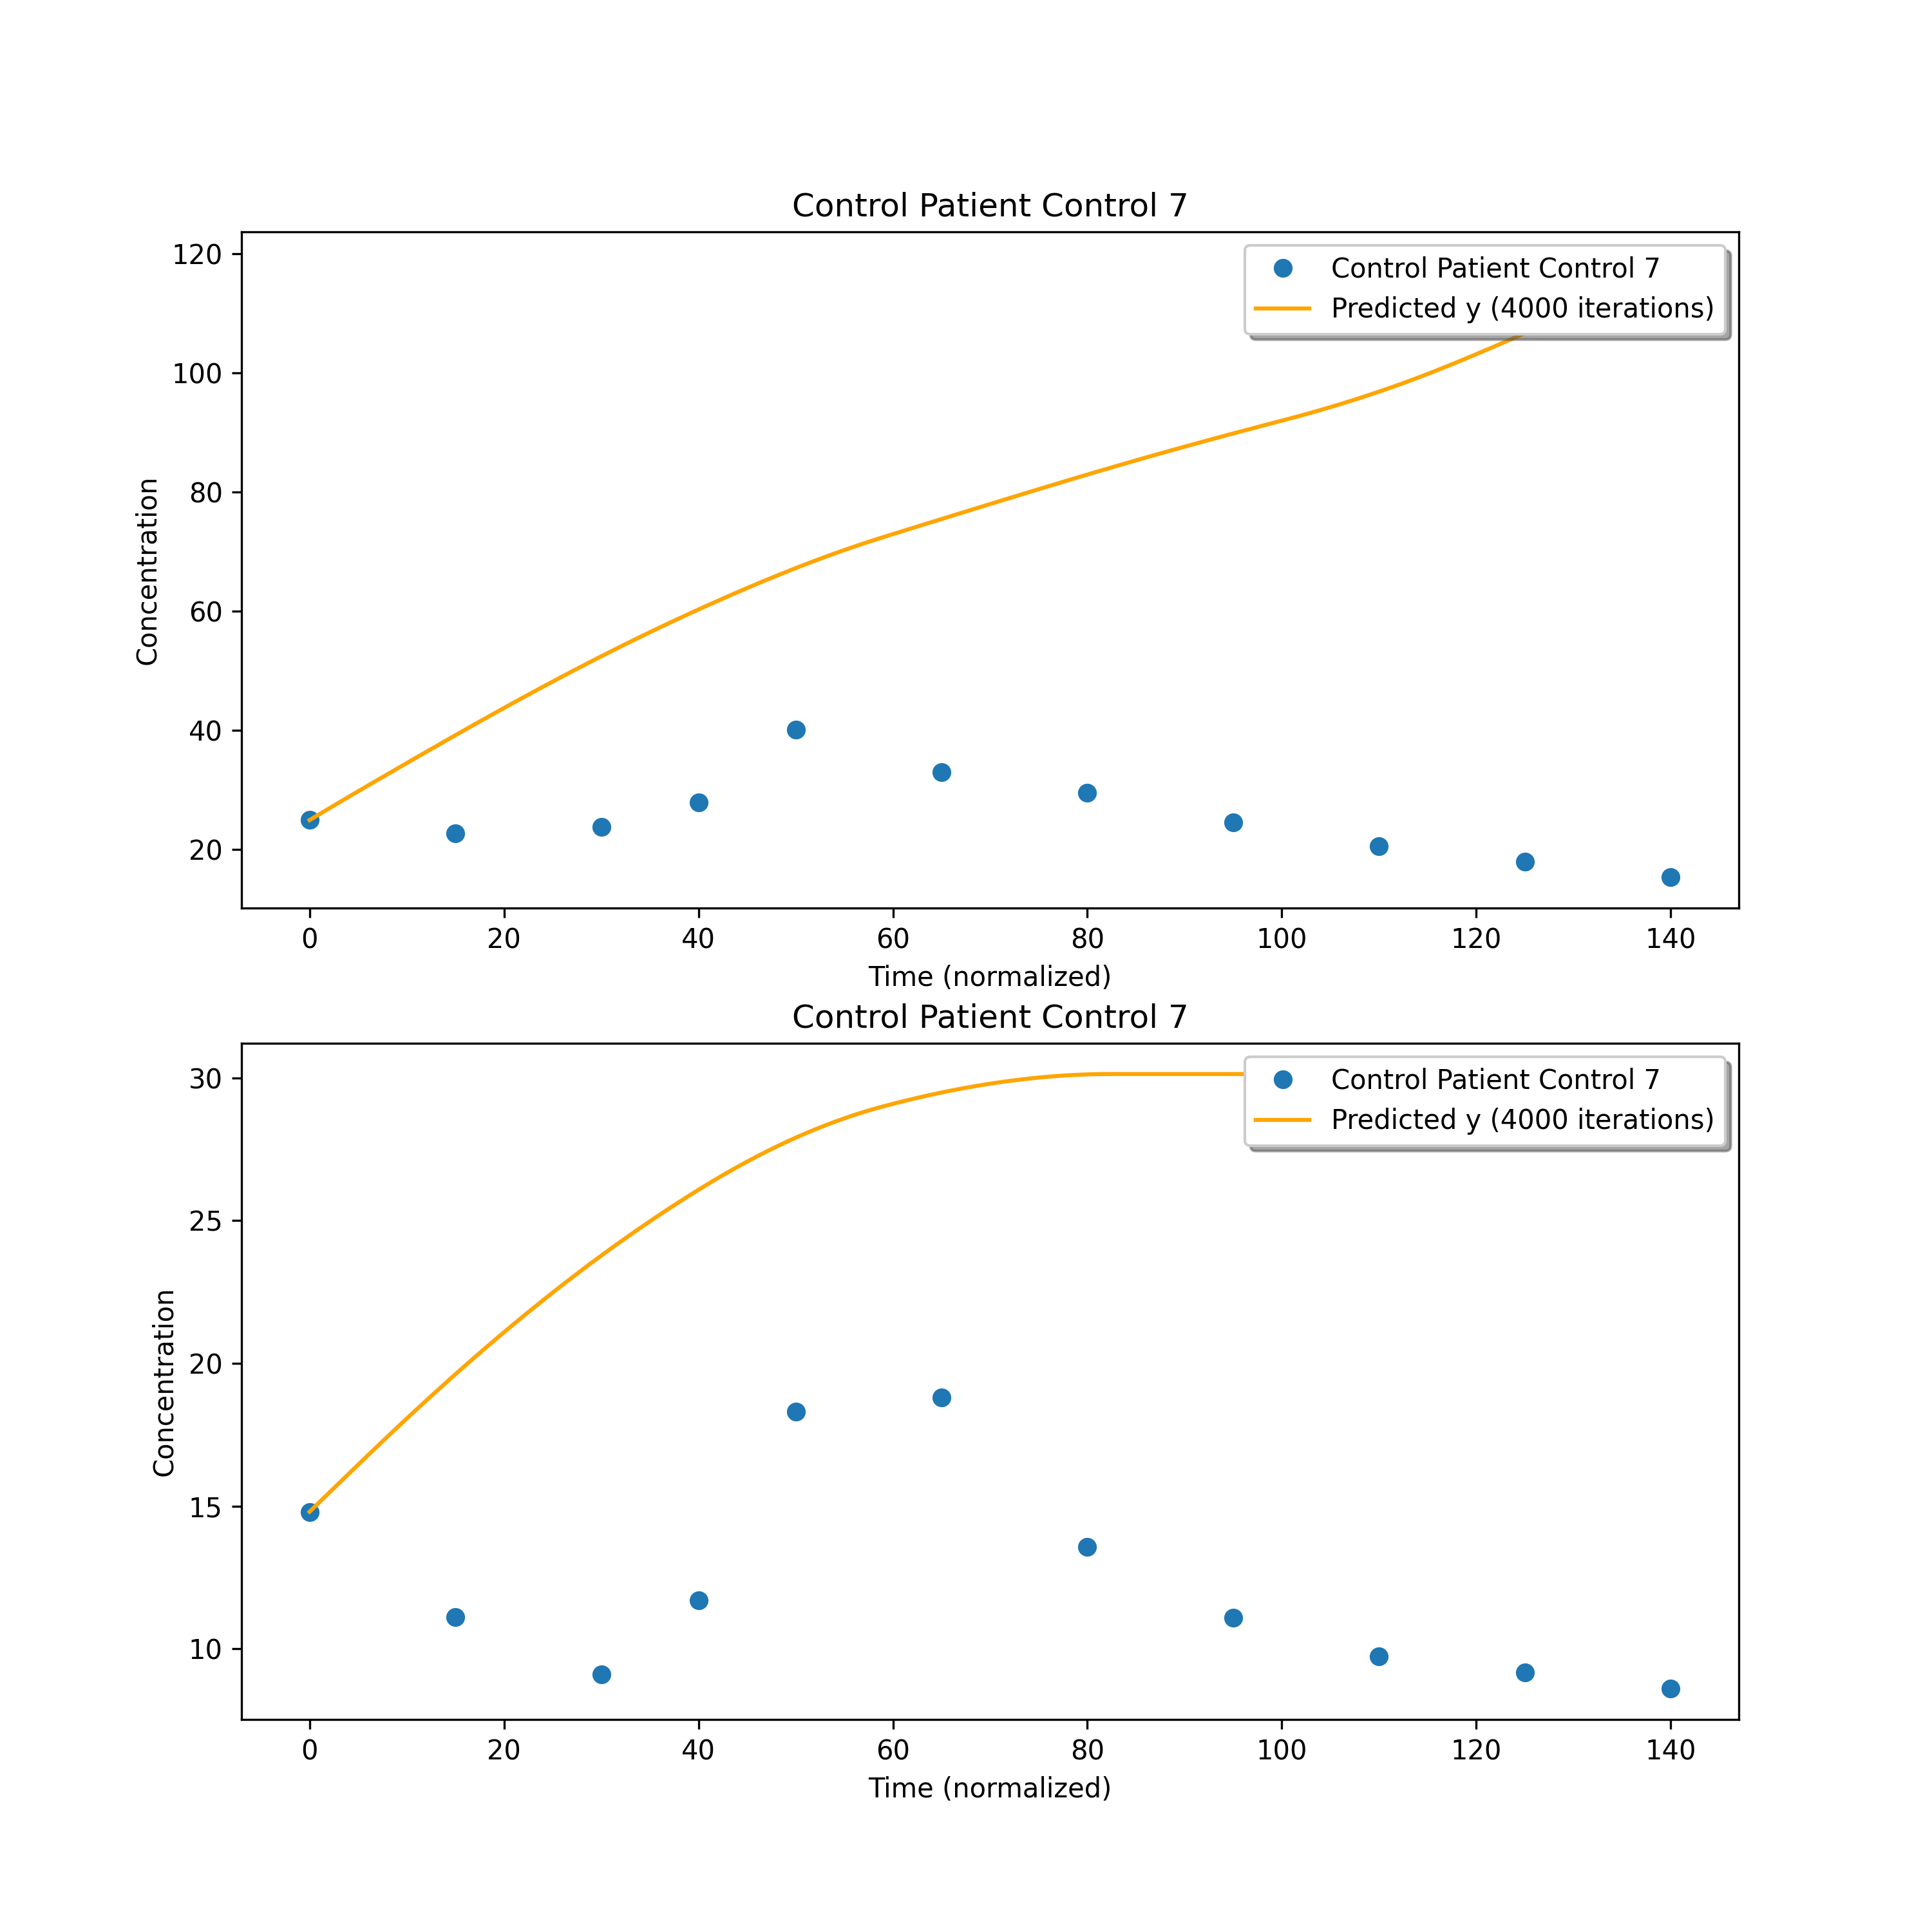 Control Patient Control 7
120
100
80
60
40
20
Concentration
Control Patient Control 7
Predicted y (4000 iterations)
0 20 40 60 80 100 120 140
Time (normalized)
Control Patient Control 7
30
25
20
15
10
Concentration
Control Patient Control 7
Predicted y (4000 iterations)
0 20 40 60 80 100 120 140
Time (normalized)